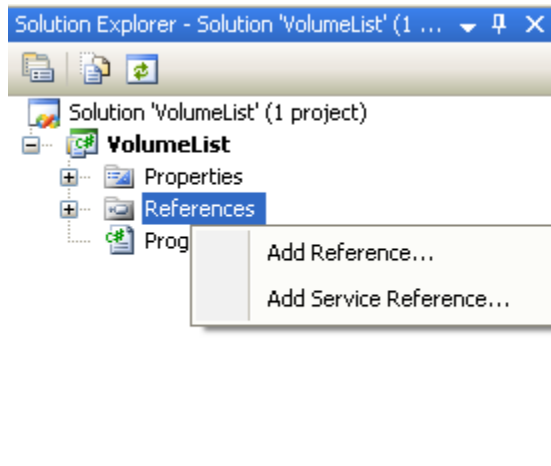 Solution Explorer - Solution 'VolumeList' (1 ...
Solution 'VolumeList' (1 project)
VolumeList
Properties
References
Prog
Add Reference...
Add Service Reference...